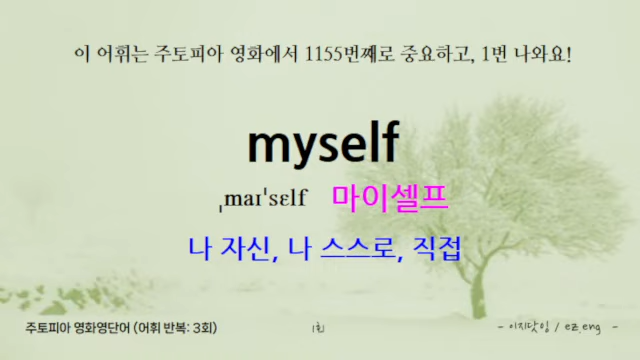 이 어휘는 주토피아 영화에서 1155번째로 중요하고, 1번 나와요!
myself
ˌmaɪˈsɛlf 마이셀프
나 자신, 나 스스로, 직접
주토피아 영화영단어 (어휘 반복: 3회) 1회 - 이지닷잉 / ez.eng -